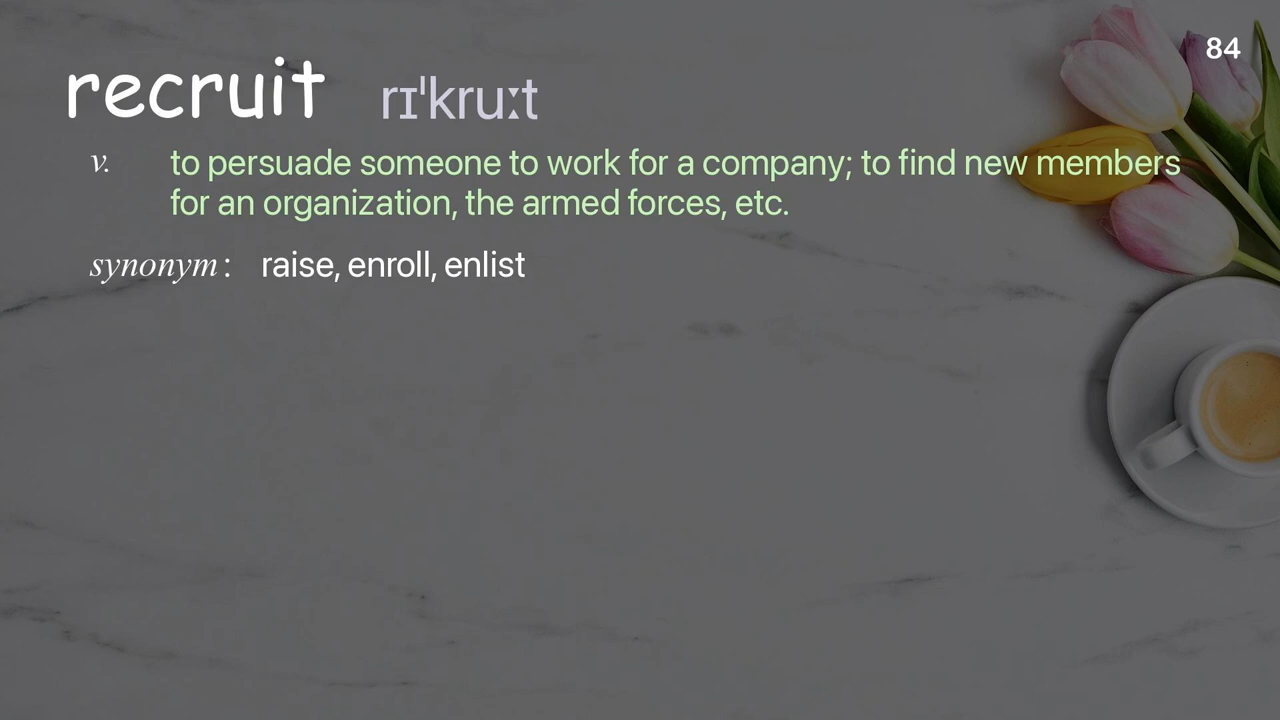 84
recruit rɪˈkruːt
v. to persuade someone to work for a company; to find new members
for an organization, the armed forces, etc.
synonym : raise, enroll, enlist